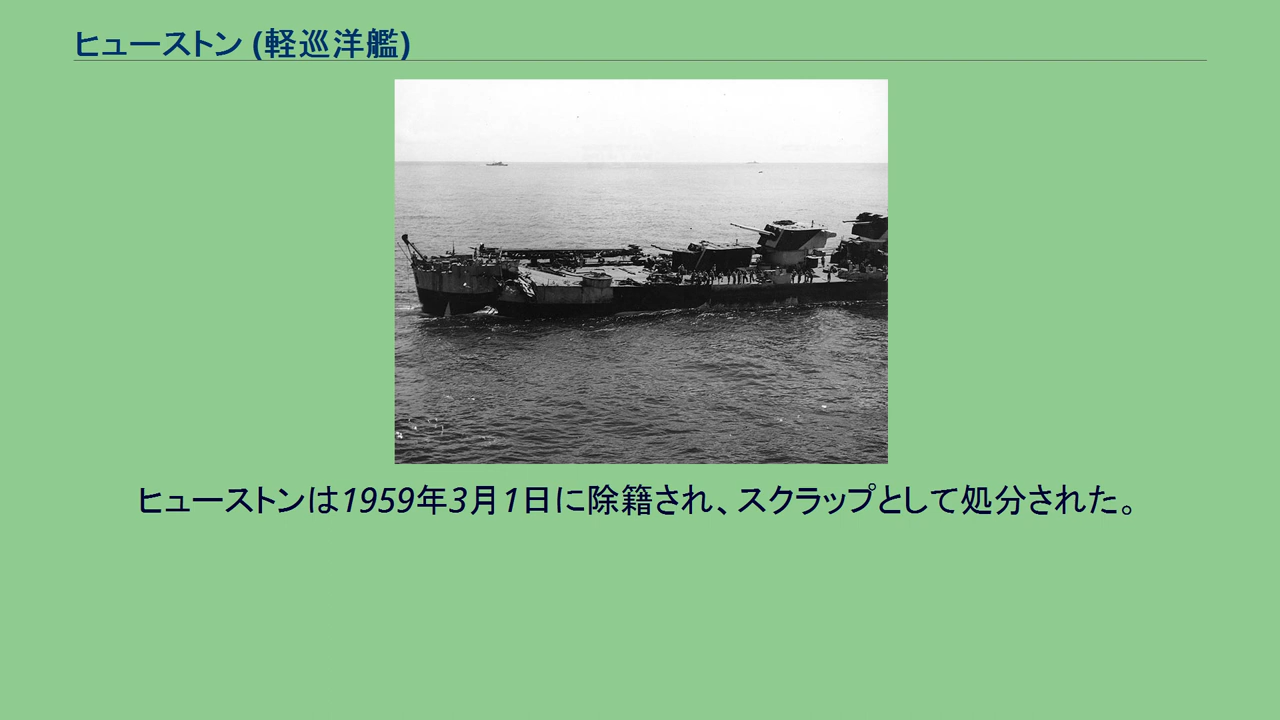 ヒューストン (軽巡洋艦)
ヒューストンは1959年3月1日に除籍され、スクラップとして処分された。